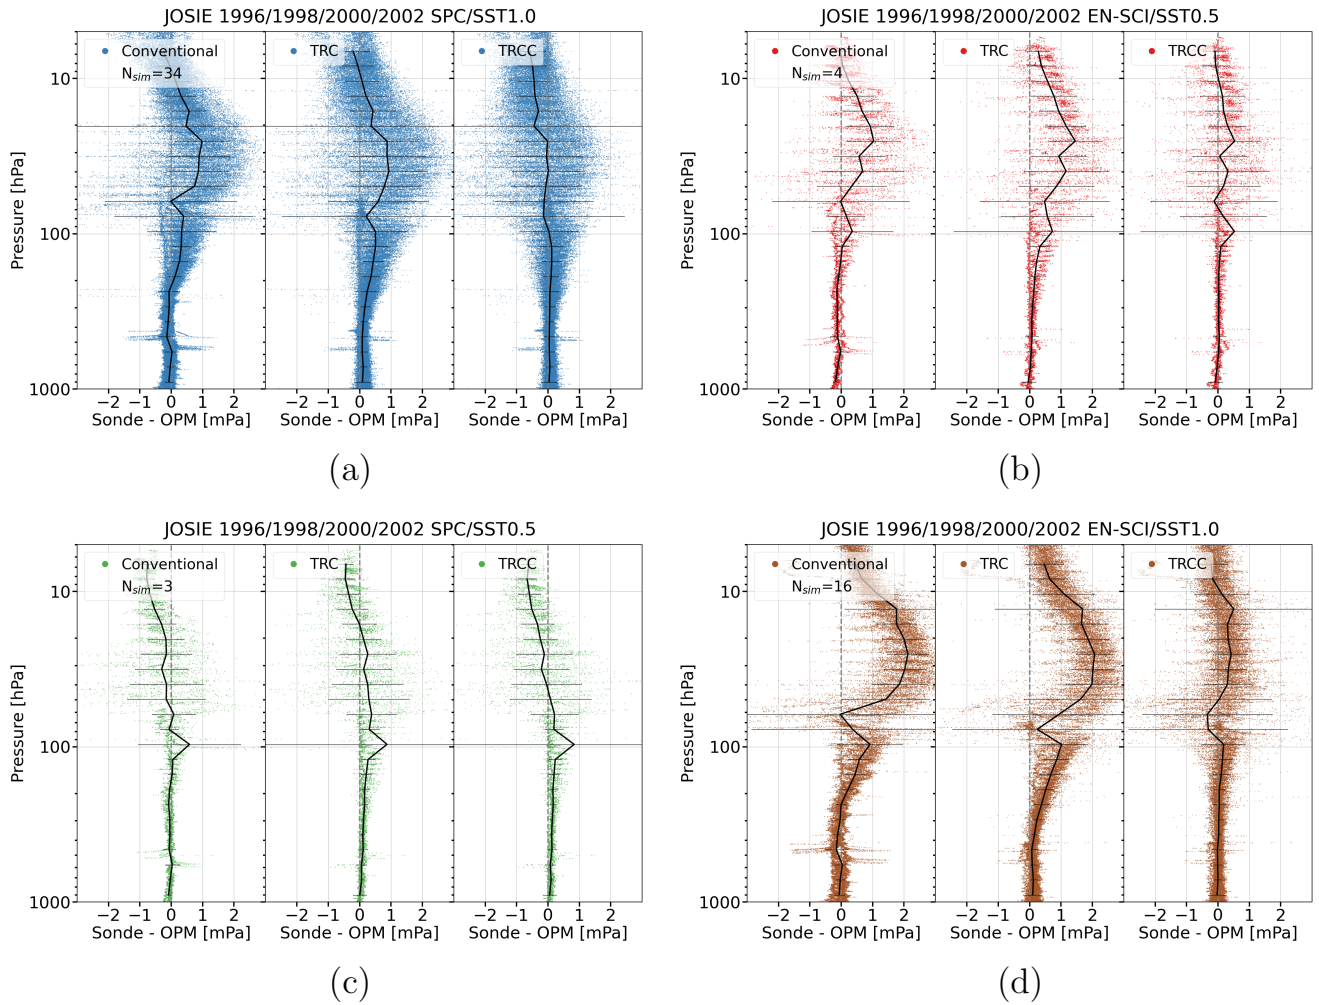 JOSIE 1996/1998/2000/2002 SPC/SST1.0
Conventional
N_sim=34
TRC
TRCC
10
100
1000
Pressure [hPa]
−2 −1 0 1 2
−2 −1 0 1 2
−2 −1 0 1 2
Sonde - OPM [mPa]
Sonde - OPM [mPa]
Sonde - OPM [mPa]
(a)
JOSIE 1996/1998/2000/2002 EN-SCI/SST0.5
Conventional
N_sim=4
TRC
TRCC
10
100
1000
Pressure [hPa]
−2 −1 0 1 2
−2 −1 0 1 2
−2 −1 0 1 2
Sonde - OPM [mPa]
Sonde - OPM [mPa]
Sonde - OPM [mPa]
(b)
JOSIE 1996/1998/2000/2002 SPC/SST0.5
Conventional
N_sim=3
TRC
TRCC
10
100
1000
Pressure [hPa]
−2 −1 0 1 2
−2 −1 0 1 2
−2 −1 0 1 2
Sonde - OPM [mPa]
Sonde - OPM [mPa]
Sonde - OPM [mPa]
(c)
JOSIE 1996/1998/2000/2002 EN-SCI/SST1.0
Conventional
N_sim=16
TRC
TRCC
10
100
1000
Pressure [hPa]
−2 −1 0 1 2
−2 −1 0 1 2
−2 −1 0 1 2
Sonde - OPM [mPa]
Sonde - OPM [mPa]
Sonde - OPM [mPa]
(d)